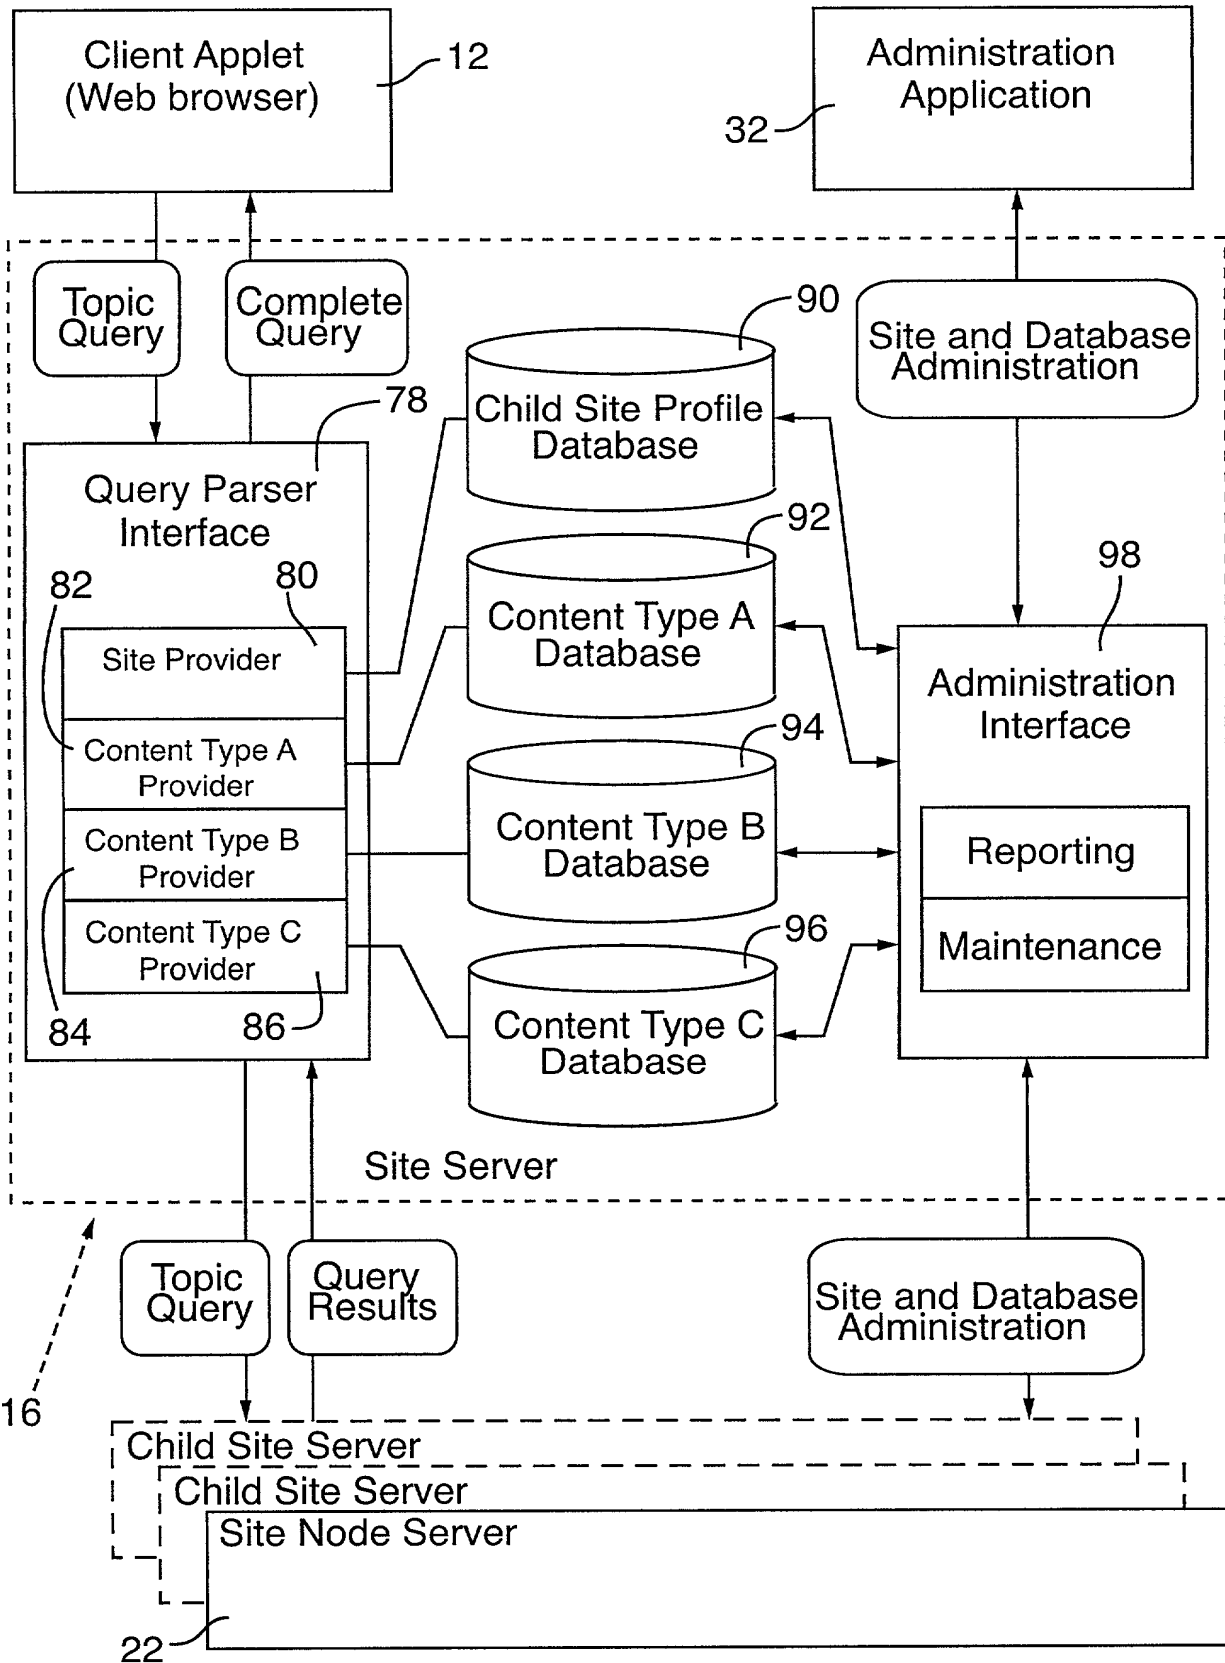 Client Applet
(Web browser)
12
Administration
Application
32
Topic
Query
Complete
Query
90
Site and Database
Administration
78
Child Site Profile
Database
Query Parser
Interface
92
98
82
80
Content Type A
Database
Site Provider
Administration
Interface
94
Content Type A
Provider
Content Type B
Database
Content Type B
Provider
Reporting
96
Content Type C
Provider
Maintenance
84
86
Content Type C
Database
Site Server
Topic
Query
Query
Results
Site and Database
Administration
16
Child Site Server
Child Site Server
Site Node Server
22